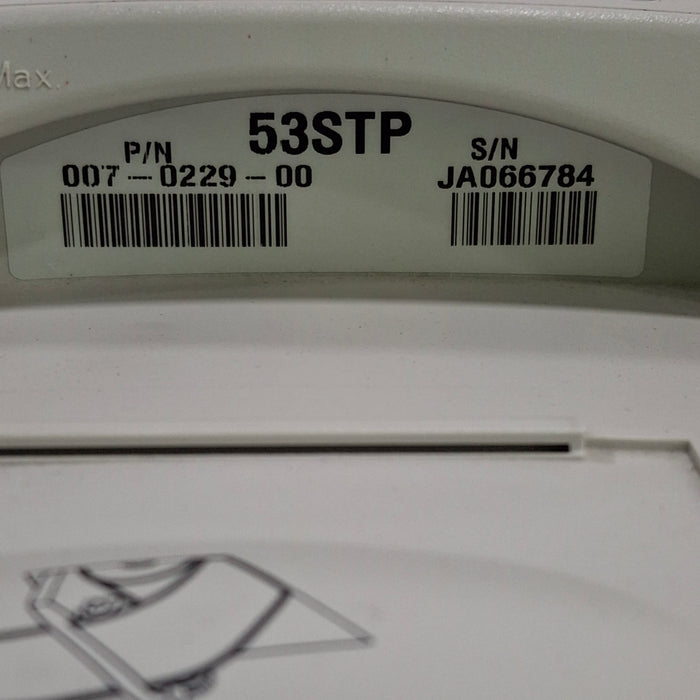 Max.
53STP
P/N
007-0229-00
S/N
JA066784